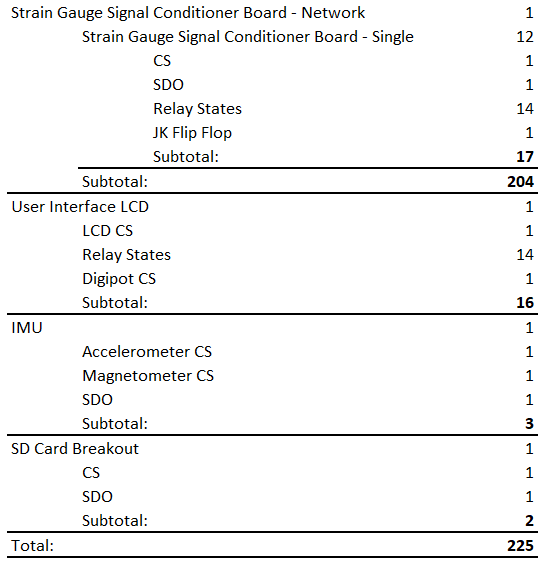 Strain Gauge Signal Conditioner Board - Network 1
Strain Gauge Signal Conditioner Board - Single 12
CS 1
SDO 1
Relay States 14
JK Flip Flop 1
Subtotal: 17
Subtotal: 204
User Interface LCD 1
LCD CS 1
Relay States 14
Digipot CS 1
Subtotal: 16
IMU 1
Accelerometer CS 1
Magnetometer CS 1
SDO 1
Subtotal: 3
SD Card Breakout 1
CS 1
SDO 1
Subtotal: 2
Total: 225